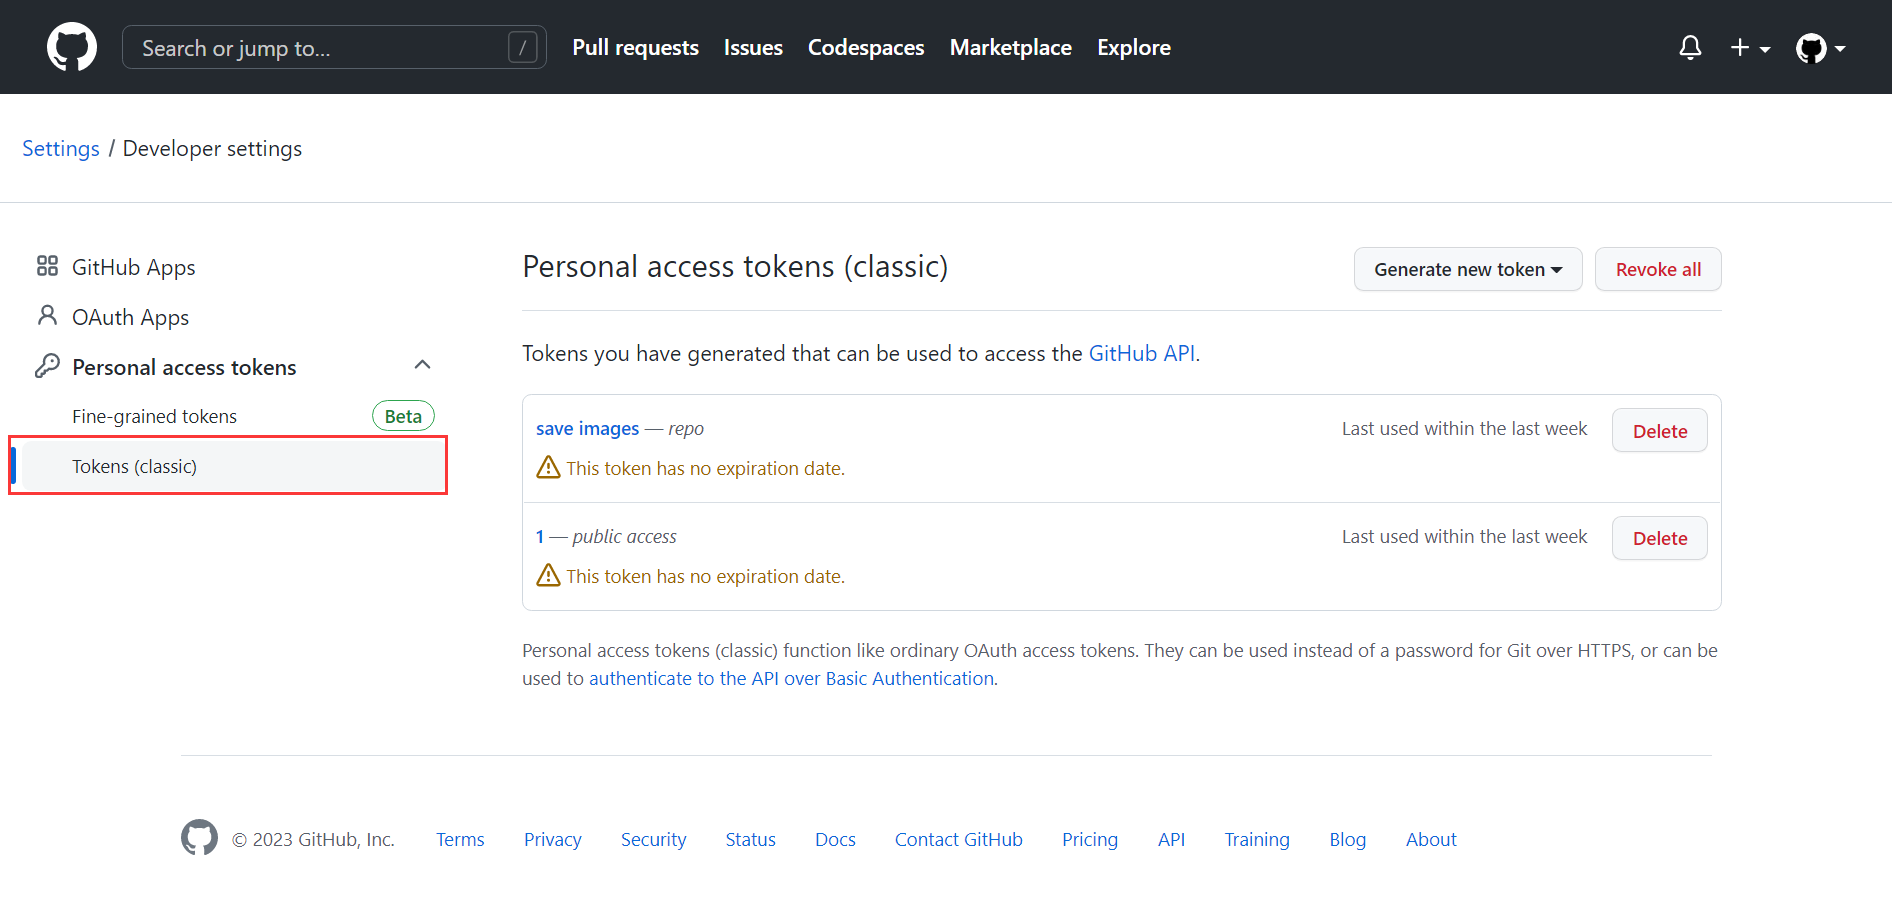 Search or jump to...
/
Pull requests Issues Codespaces Marketplace Explore
Settings / Developer settings
GitHub Apps
OAuth Apps
Personal access tokens
Fine-grained tokens Beta
Tokens (classic)
Personal access tokens (classic)
Generate new token
Revoke all
Tokens you have generated that can be used to access the GitHub API.
save images — repo
Last used within the last week
Delete
This token has no expiration date.
1 — public access
Last used within the last week
Delete
This token has no expiration date.
Personal access tokens (classic) function like ordinary OAuth access tokens. They can be used instead of a password for Git over HTTPS, or can be
used to authenticate to the API over Basic Authentication.
© 2023 GitHub, Inc. Terms Privacy Security Status Docs Contact GitHub Pricing API Training Blog About